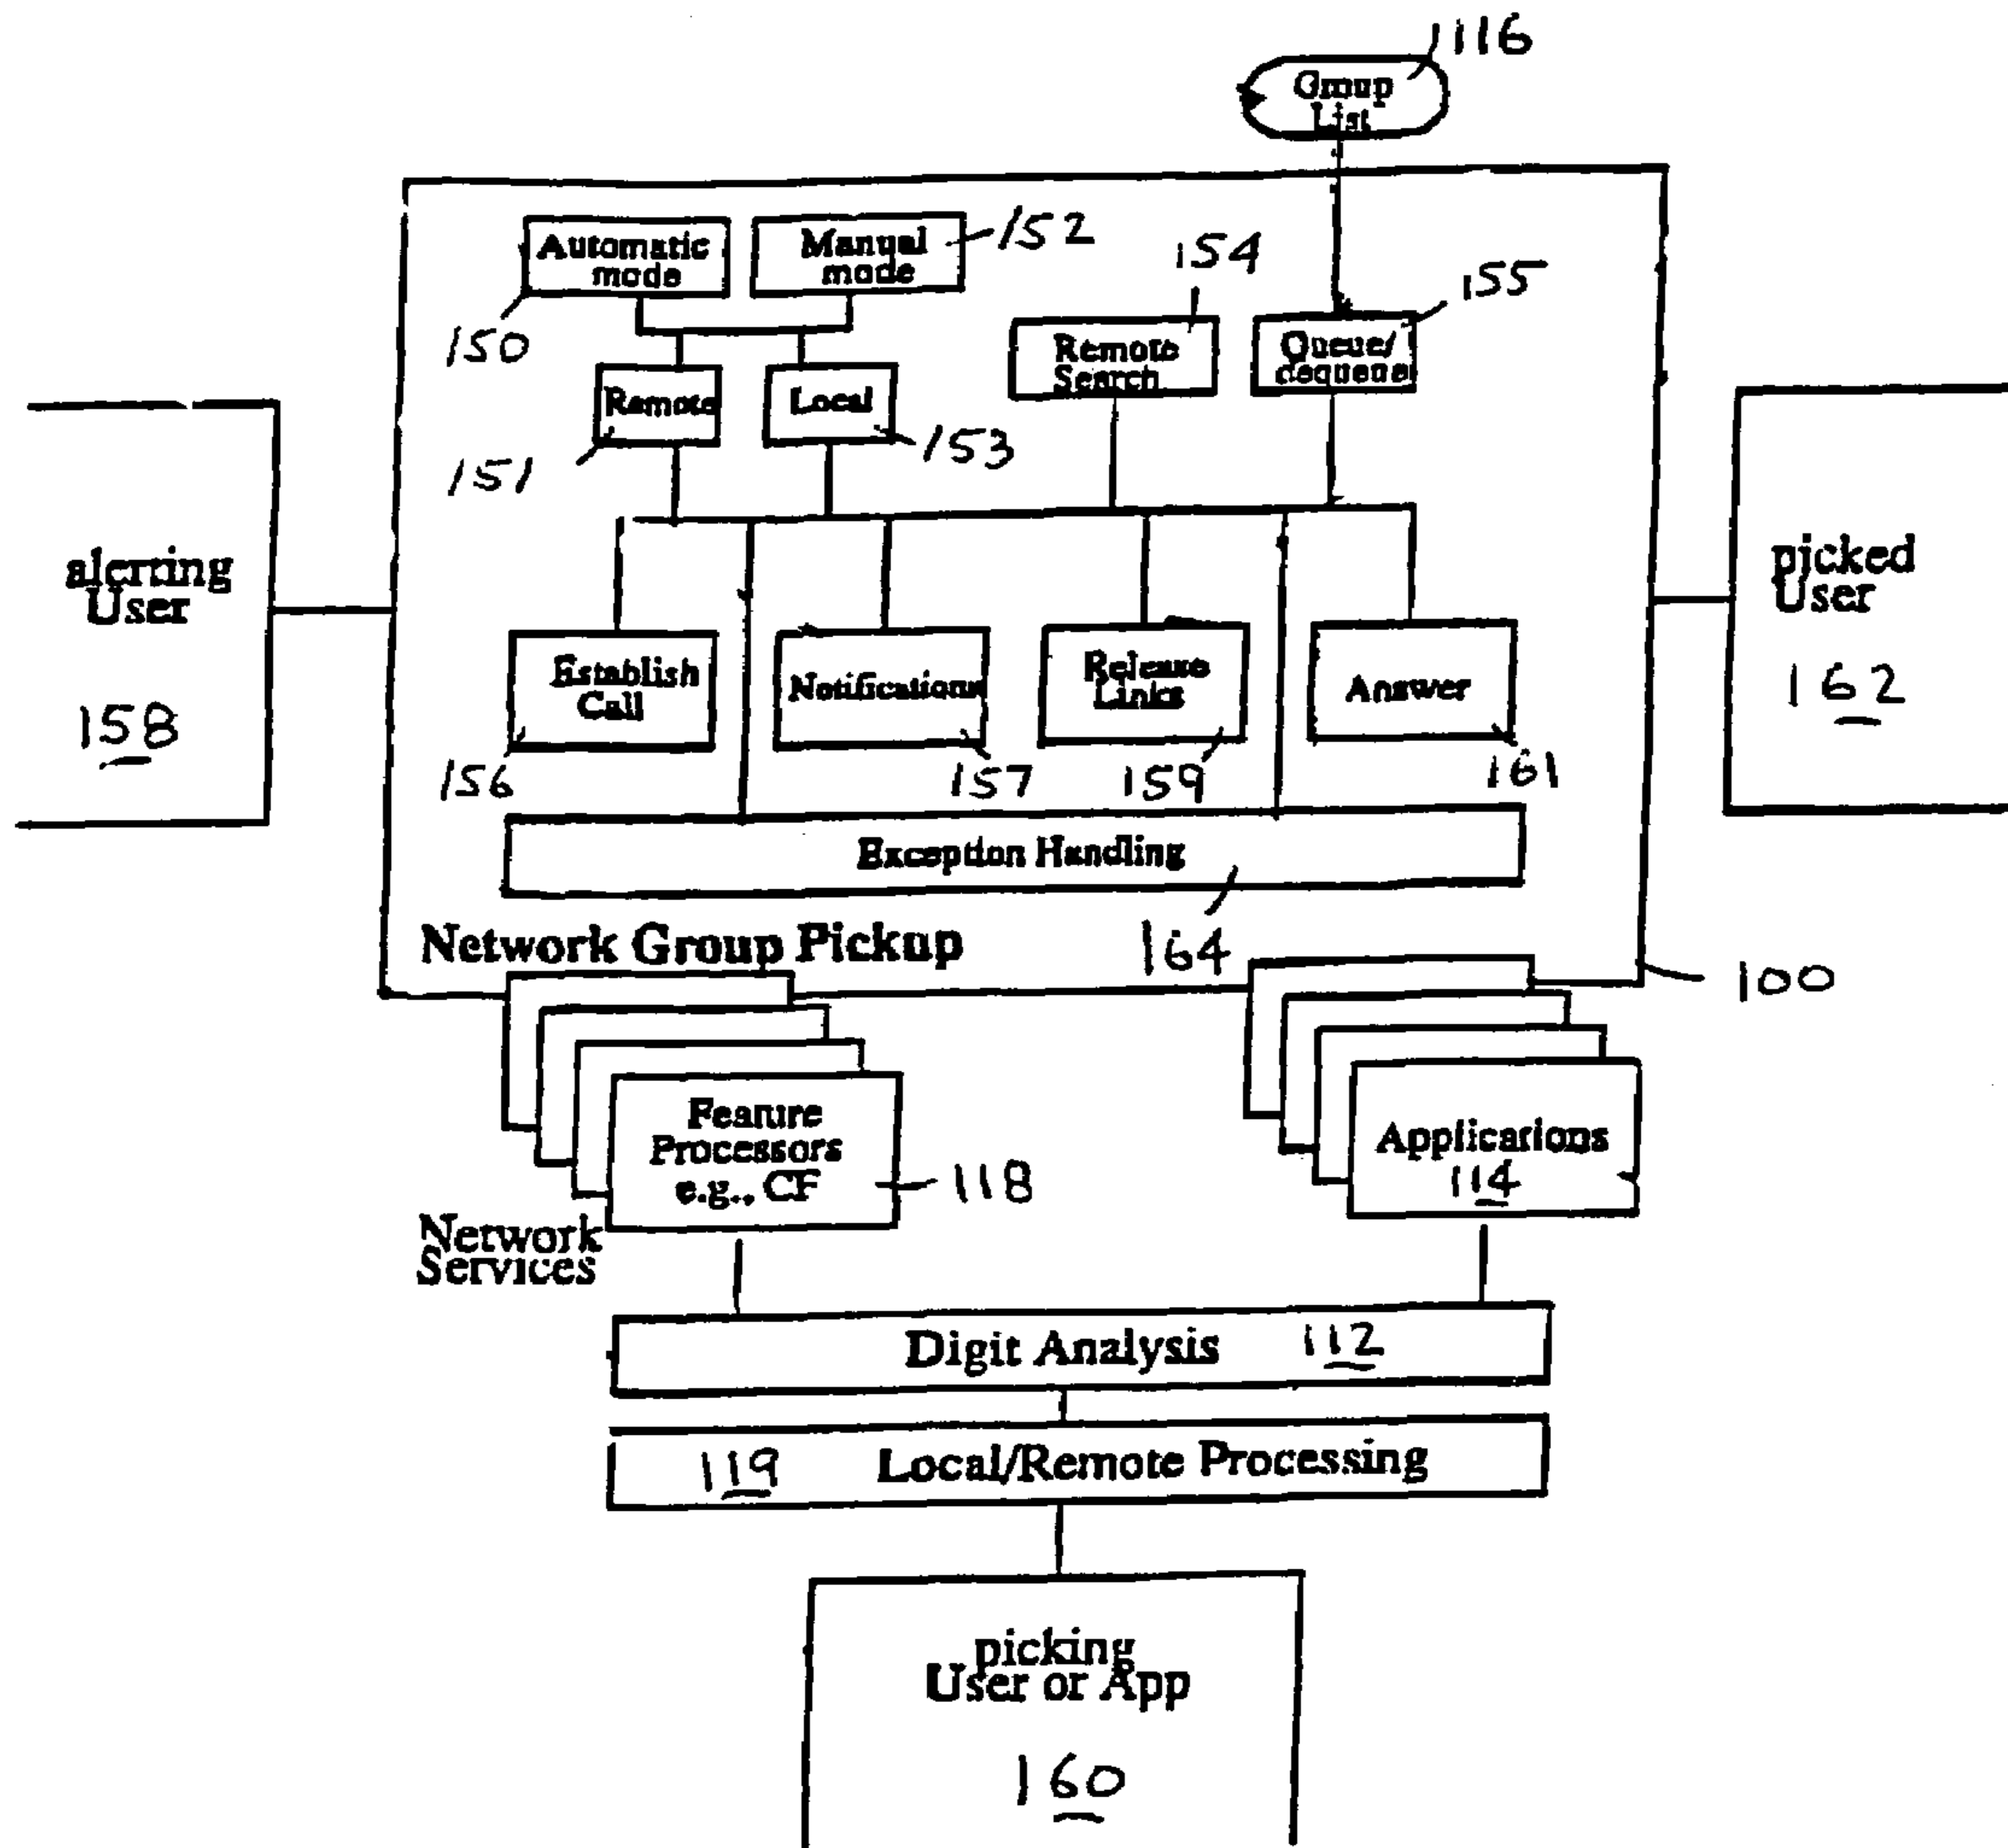 1116
Group
List
Automatic
mode
Manual
mode
152
154
155
150
Remote
Search
Queue/
dequeue
Remote
Local
153
151
alerting
User
158
picked
User
162
Establish
Call
Notifications
Release
Links
Answer
156
157
159
161
Exception Handling
Network Group Pickup
164
100
Feature
Processors
e.g., CF
118
Applications
114
Network
Services
Digit Analysis 112
119 Local/Remote Processing
picking
User or App
160